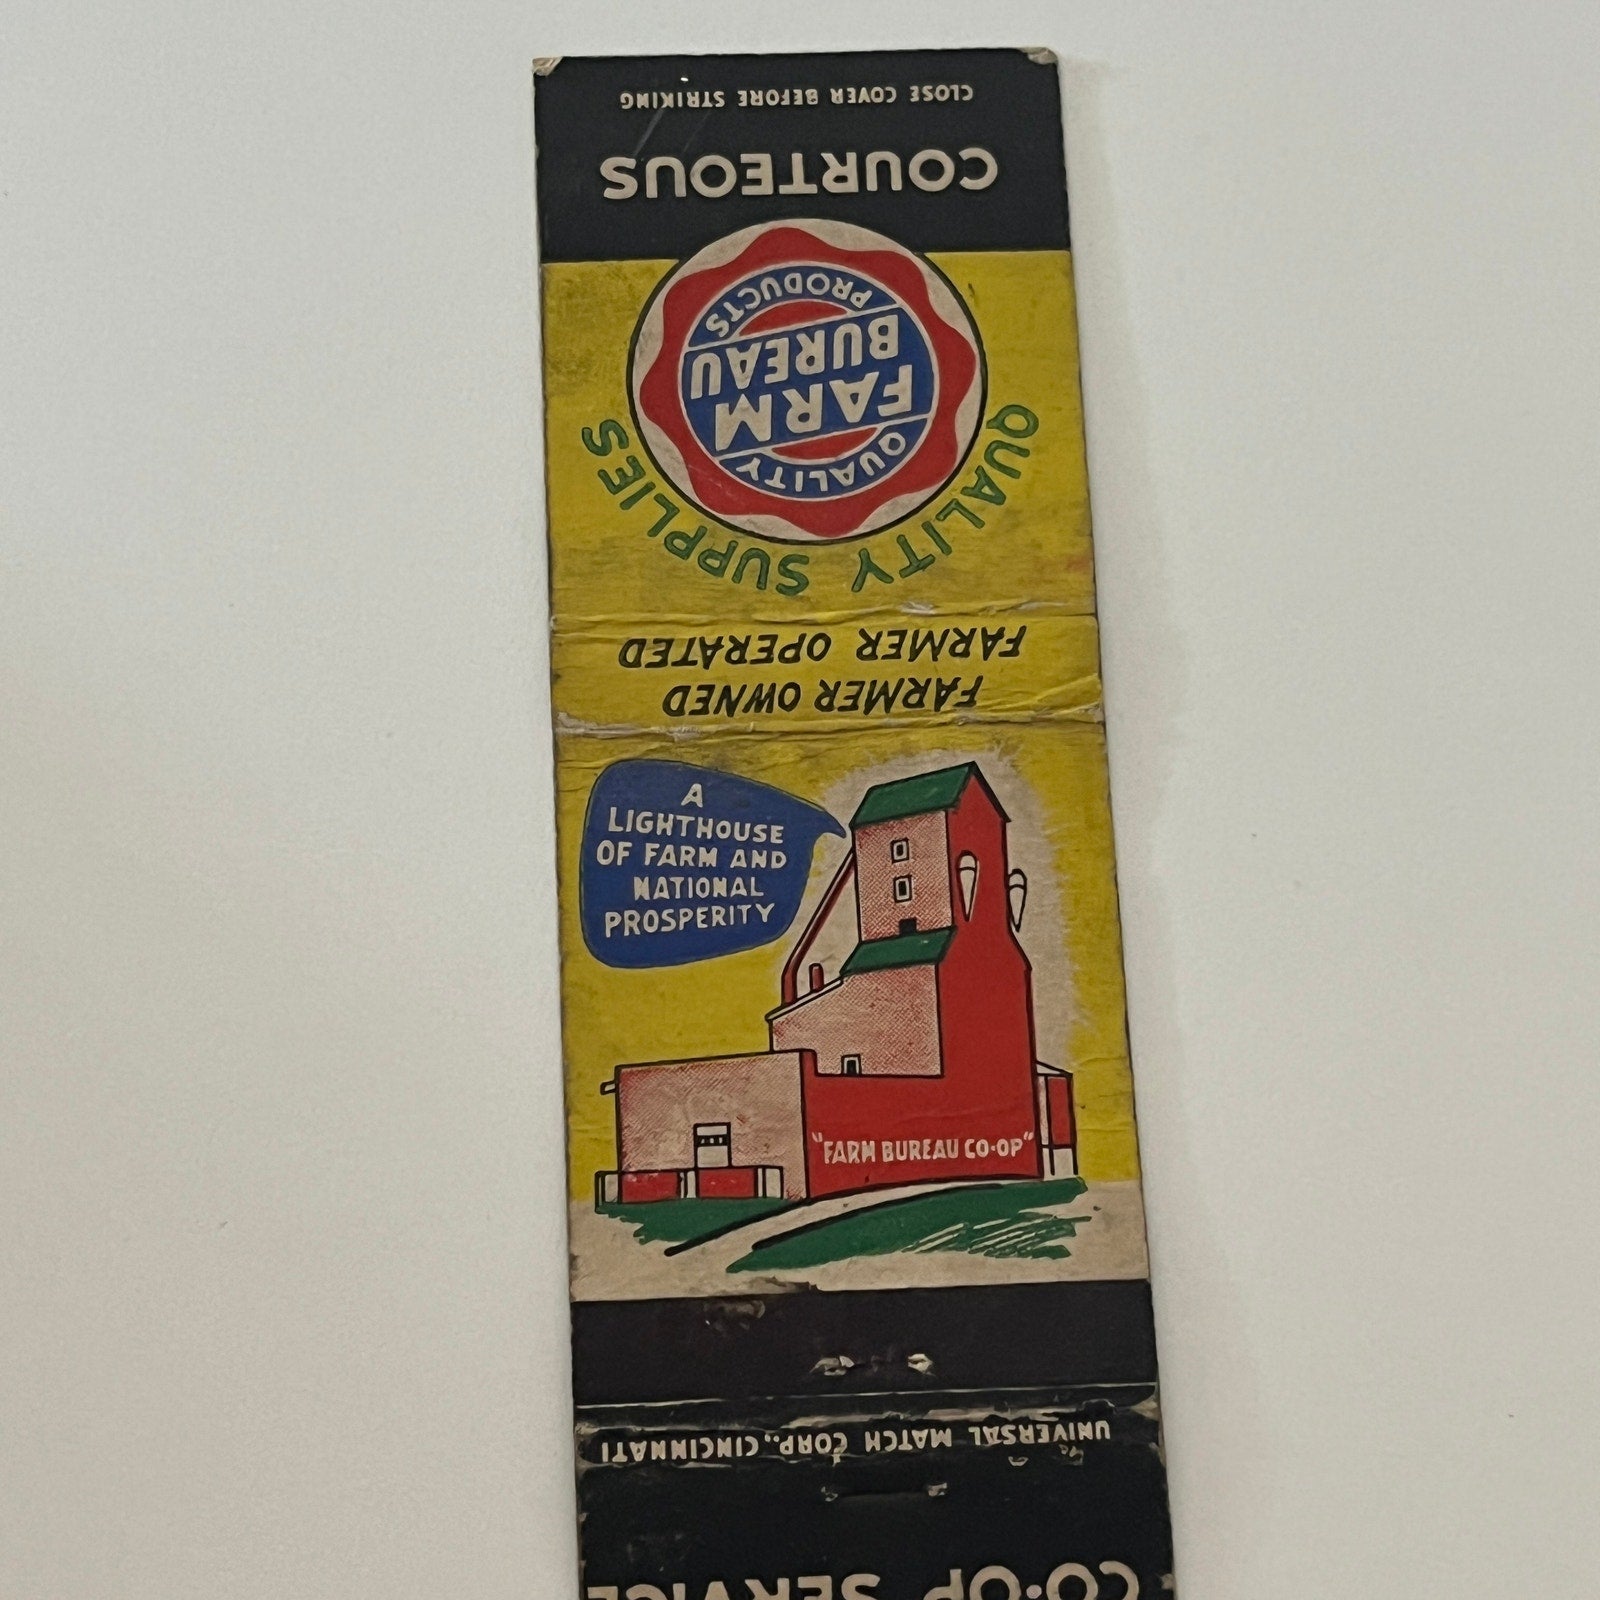 CLOSE COVER BEFORE STRIKING
COURTEOUS
QUALITY
FARM
BUREAU
PRODUCTS
QUALITY SUPPLIES
FARMER OWNED
FARMER OPERATED
A
LIGHTHOUSE
OF FARM AND
NATIONAL
PROSPERITY
"FARM BUREAU CO-OP"
UNIVERSAL MATCH CORP., CINCINNATI
CO-OP SERVICE